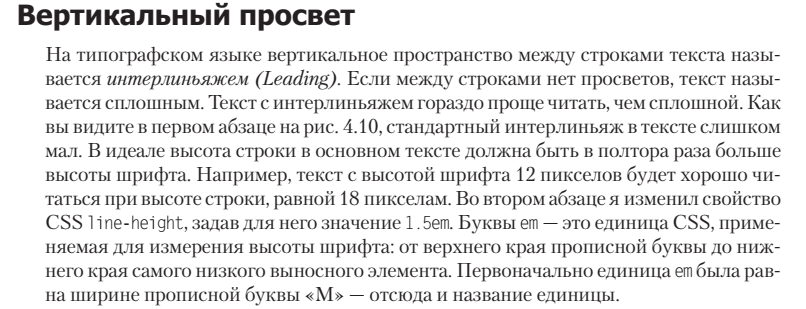 Вертикальный просвет
На типографском языке вертикальное пространство между строками текста назы-
вается интерлиньяжем (Leading). Если между строками нет просветов, текст назы-
вается сплошным. Текст с интерлиньяжем гораздо проще читать, чем сплошной. Как
вы видите в первом абзаце на рис. 4.10, стандартный интерлиньяж в тексте слишком
мал. В идеале высота строки в основном тексте должна быть в полтора раза больше
высоты шрифта. Например, текст с высотой шрифта 12 пикселов будет хорошо чи-
таться при высоте строки, равной 18 пикселам. Во втором абзаце я изменил свойство
CSS line-height, задав для него значение 1.5em. Буквы em — это единица CSS, приме-
няемая для измерения высоты шрифта: от верхнего края прописной буквы до ниж-
него края самого низкого выносного элемента. Первоначально единица em была рав-
на ширине прописной буквы «М» — отсюда и название единицы.